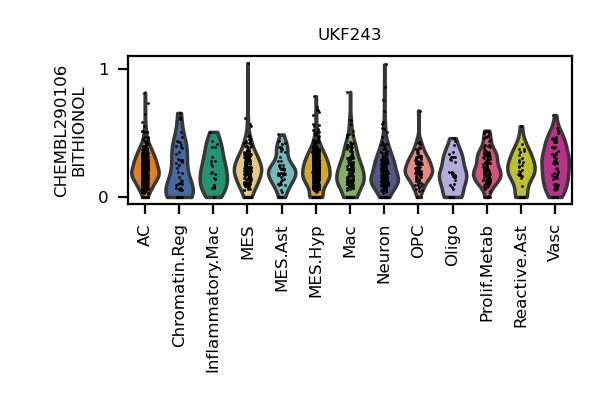 UKF243
CHEMBL290106
BITHIONOL
1
0
AC
Chromatin.Reg
Inflammatory.Mac
MES
MES.Ast
MES.Hyp
Mac
Neuron
OPC
Oligo
Prolif.Metab
Reactive.Ast
Vasc